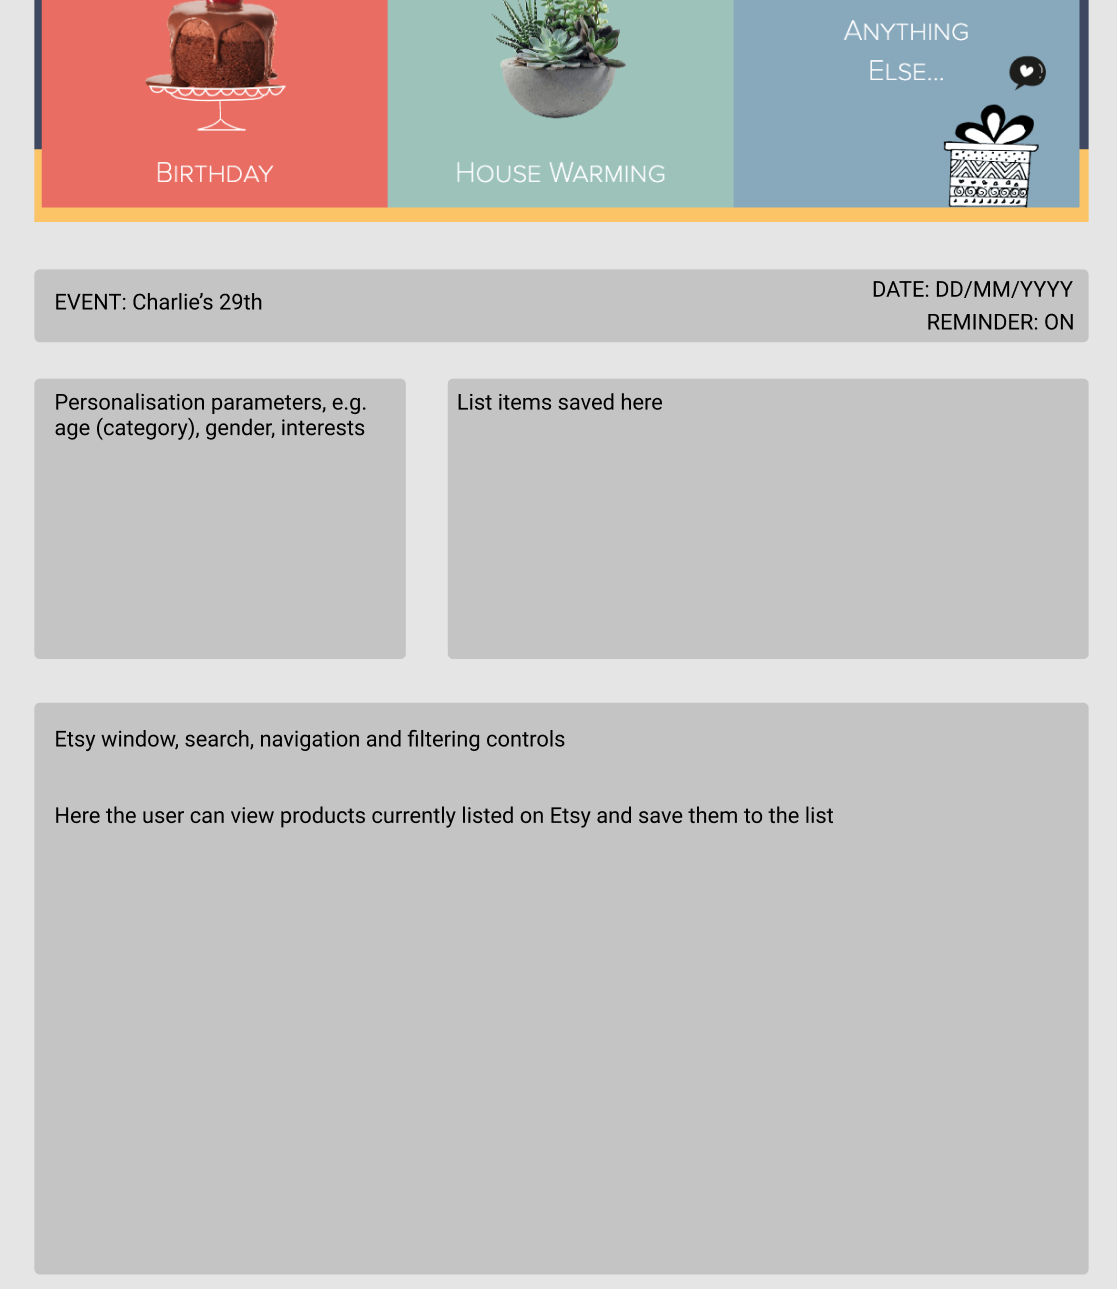 ANYTHING
ELSE...
BIRTHDAY
HOUSE WARMING
EVENT: Charlie’s 29th
DATE: DD/MM/YYYY
REMINDER: ON
Personalisation parameters, e.g.
age (category), gender, interests
List items saved here
Etsy window, search, navigation and filtering controls
Here the user can view products currently listed on Etsy and save them to the list